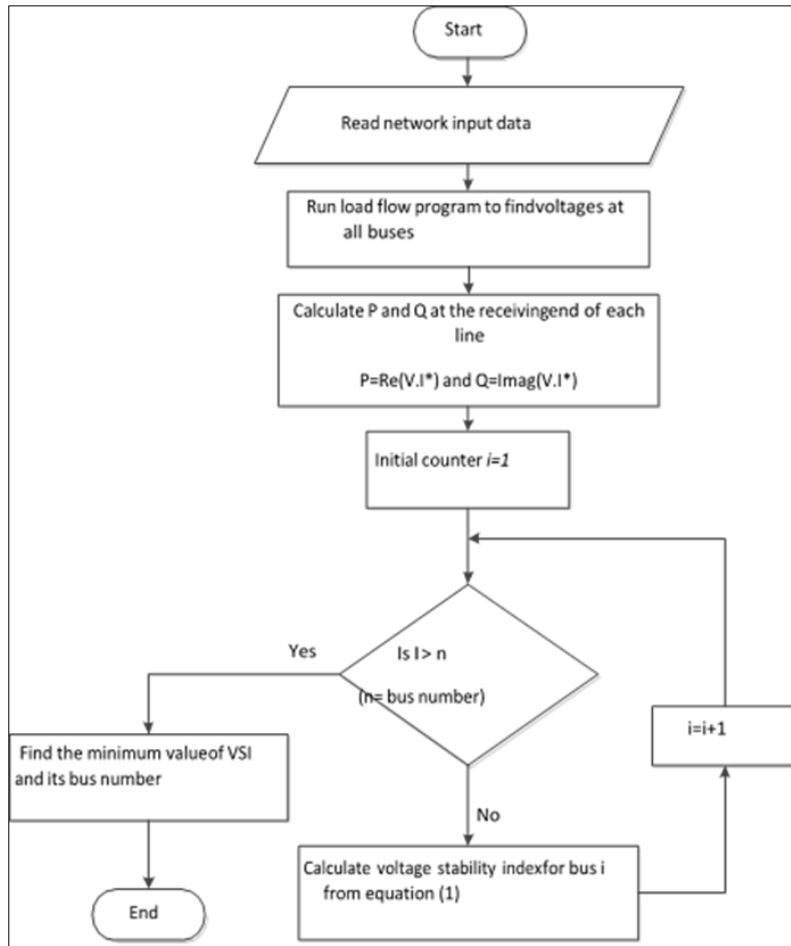 Start
Read network input data
Run load flow program to findvoltages at
all buses
Calculate P and Q at the receivingend of each
line
P=Re(V.I*) and Q=Imag(V.I*)
Initial counter i=1
Is I > n
(n= bus number)
Yes
No
i=i+1
Find the minimum valueof VSI
and its bus number
Calculate voltage stability indexfor bus i
from equation (1)
End